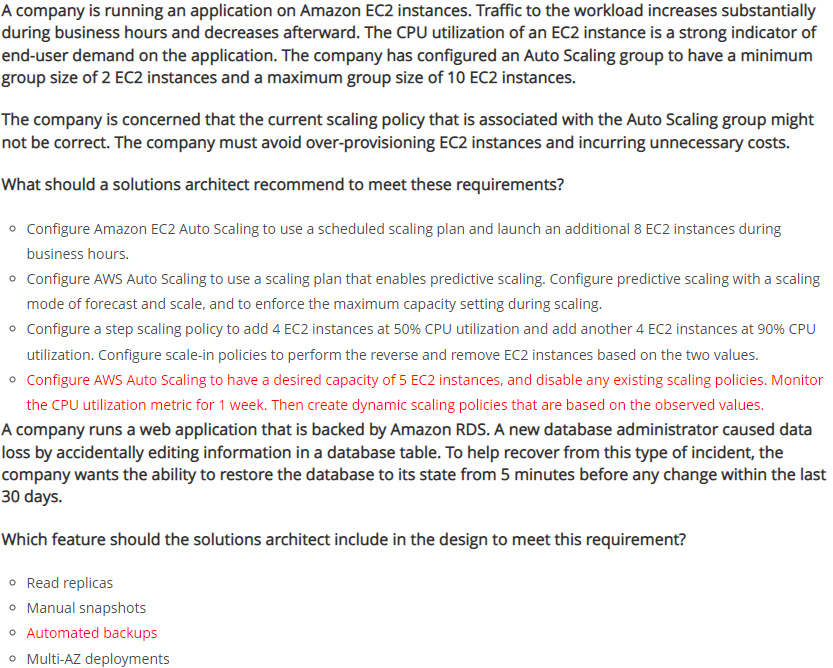 A company is running an application on Amazon EC2 instances. Traffic to the workload increases substantially
during business hours and decreases afterward. The CPU utilization of an EC2 instance is a strong indicator of
end-user demand on the application. The company has configured an Auto Scaling group to have a minimum
group size of 2 EC2 instances and a maximum group size of 10 EC2 instances.
The company is concerned that the current scaling policy that is associated with the Auto Scaling group might
not be correct. The company must avoid over-provisioning EC2 instances and incurring unnecessary costs.
What should a solutions architect recommend to meet these requirements?
Configure Amazon EC2 Auto Scaling to use a scheduled scaling plan and launch an additional 8 EC2 instances during
business hours.
Configure AWS Auto Scaling to use a scaling plan that enables predictive scaling. Configure predictive scaling with a scaling
mode of forecast and scale, and to enforce the maximum capacity setting during scaling.
Configure a step scaling policy to add 4 EC2 instances at 50% CPU utilization and add another 4 EC2 instances at 90% CPU
utilization. Configure scale-in policies to perform the reverse and remove EC2 instances based on the two values.
Configure AWS Auto Scaling to have a desired capacity of 5 EC2 instances, and disable any existing scaling policies. Monitor
the CPU utilization metric for 1 week. Then create dynamic scaling policies that are based on the observed values.
A company runs a web application that is backed by Amazon RDS. A new database administrator caused data
loss by accidentally editing information in a database table. To help recover from this type of incident, the
company wants the ability to restore the database to its state from 5 minutes before any change within the last
30 days.
Which feature should the solutions architect include in the design to meet this requirement?
Read replicas
Manual snapshots
Automated backups
Multi-AZ deployments